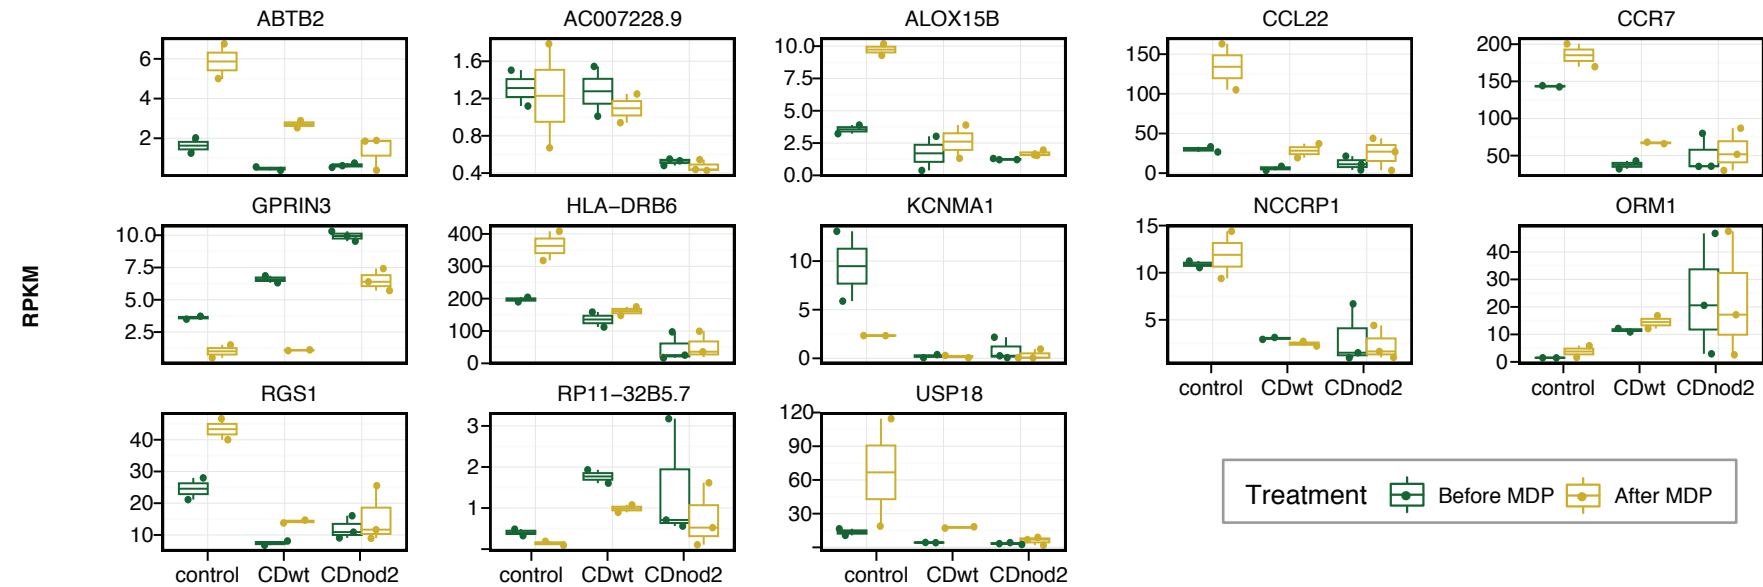 ABTB2
AC007228.9
ALOX15B
CCL22
CCR7
6
4
2
1.6
1.2
0.8
0.4
10.0
7.5
5.0
2.5
0.0
150
100
50
0
200
150
100
50
RPKM
GPRIN3
HLA−DRB6
KCNMA1
NCCRP1
ORM1
10.0
7.5
5.0
2.5
400
300
200
100
0
10
5
0
15
10
5
40
30
20
10
0
control CDwt CDnod2
control CDwt CDnod2
RGS1
RP11−32B5.7
USP18
40
30
20
10
3
2
1
120
90
60
30
control CDwt CDnod2
control CDwt CDnod2
control CDwt CDnod2
Treatment Before MDP After MDP